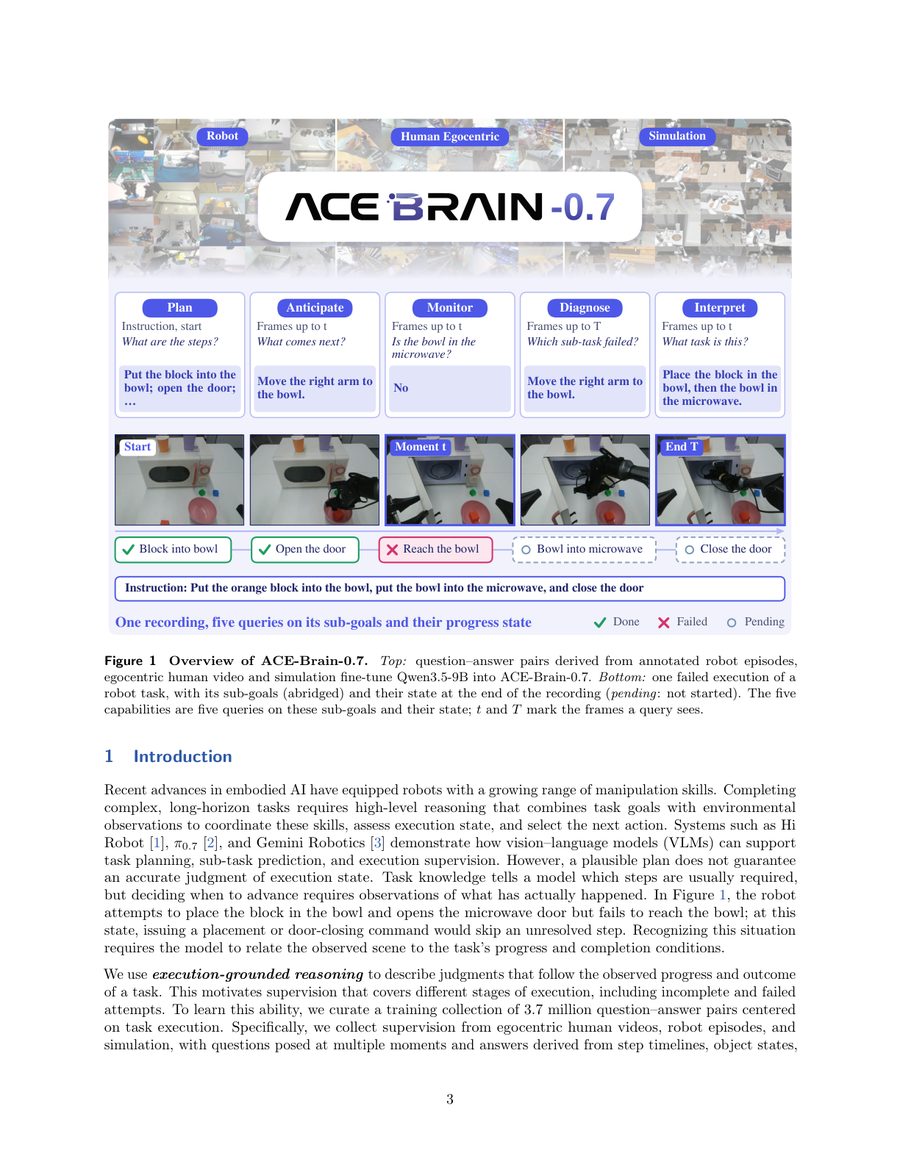 Robot
Human Egocentric
Simulation
ACE BRAIN -0.7
Plan
Instruction, start
What are the steps?
Put the block into the
bowl; open the door;
…
Anticipate
Frames up to t
What comes next?
Move the right arm to
the bowl.
Monitor
Frames up to t
Is the bowl in the
microwave?
No
Diagnose
Frames up to T
Which sub-task failed?
Move the right arm to
the bowl.
Interpret
Frames up to t
What task is this?
Place the block in the
bowl, then the bowl in
the microwave.
Start
Moment t
End T
Block into bowl
Open the door
Reach the bowl
Bowl into microwave
Close the door
Instruction: Put the orange block into the bowl, put the bowl into the microwave, and close the door
One recording, five queries on its sub-goals and their progress state
Done
Failed
Pending
Figure 1 Overview of ACE-Brain-0.7. Top: question–answer pairs derived from annotated robot episodes,
egocentric human video and simulation fine-tune Qwen3.5-9B into ACE-Brain-0.7. Bottom: one failed execution of a
robot task, with its sub-goals (abridged) and their state at the end of the recording (pending: not started). The five
capabilities are five queries on these sub-goals and their state; t and T mark the frames a query sees.
1 Introduction
Recent advances in embodied AI have equipped robots with a growing range of manipulation skills. Completing
complex, long-horizon tasks requires high-level reasoning that combines task goals with environmental
observations to coordinate these skills, assess execution state, and select the next action. Systems such as Hi
Robot [1], π0.7 [2], and Gemini Robotics [3] demonstrate how vision–language models (VLMs) can support
task planning, sub-task prediction, and execution supervision. However, a plausible plan does not guarantee
an accurate judgment of execution state. Task knowledge tells a model which steps are usually required,
but deciding when to advance requires observations of what has actually happened. In Figure 1, the robot
attempts to place the block in the bowl and opens the microwave door but fails to reach the bowl; at this
state, issuing a placement or door-closing command would skip an unresolved step. Recognizing this situation
requires the model to relate the observed scene to the task's progress and completion conditions.
We use execution-grounded reasoning to describe judgments that follow the observed progress and outcome
of a task. This motivates supervision that covers different stages of execution, including incomplete and failed
attempts. To learn this ability, we curate a training collection of 3.7 million question–answer pairs centered
on task execution. Specifically, we collect supervision from egocentric human videos, robot episodes, and
simulation, with questions posed at multiple moments and answers derived from step timelines, object states,
3